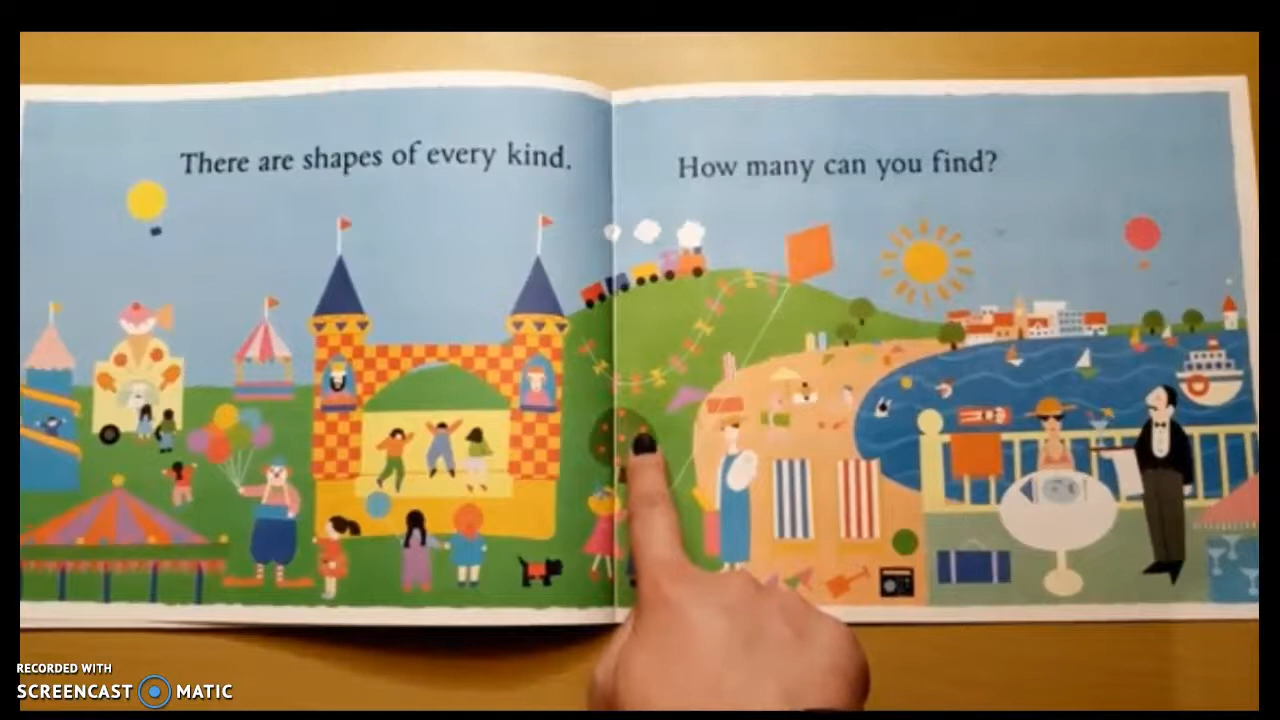 There are shapes of every kind.
How many can you find?
RECORDED WITH
SCREENCAST MATIC